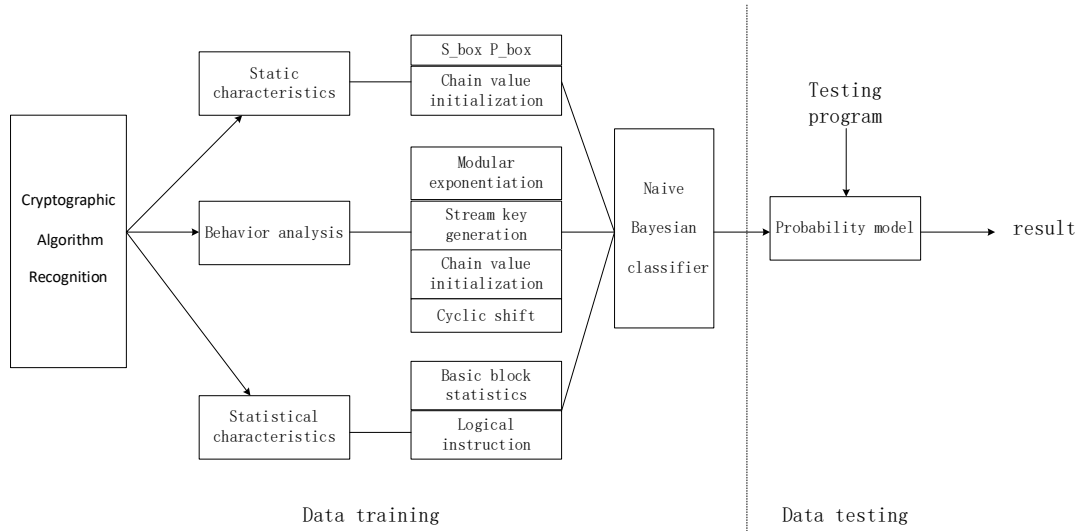 Cryptographic
Algorithm
Recognition
Static
characteristics
Behavior analysis
Statistical
characteristics
S_box P_box
Chain value
initialization
Modular
exponentiation
Stream key
generation
Chain value
initialization
Cyclic shift
Basic block
statistics
Logical
instruction
Naive
Bayesian
classifier
Testing
program
Probability model
result
Data training
Data testing